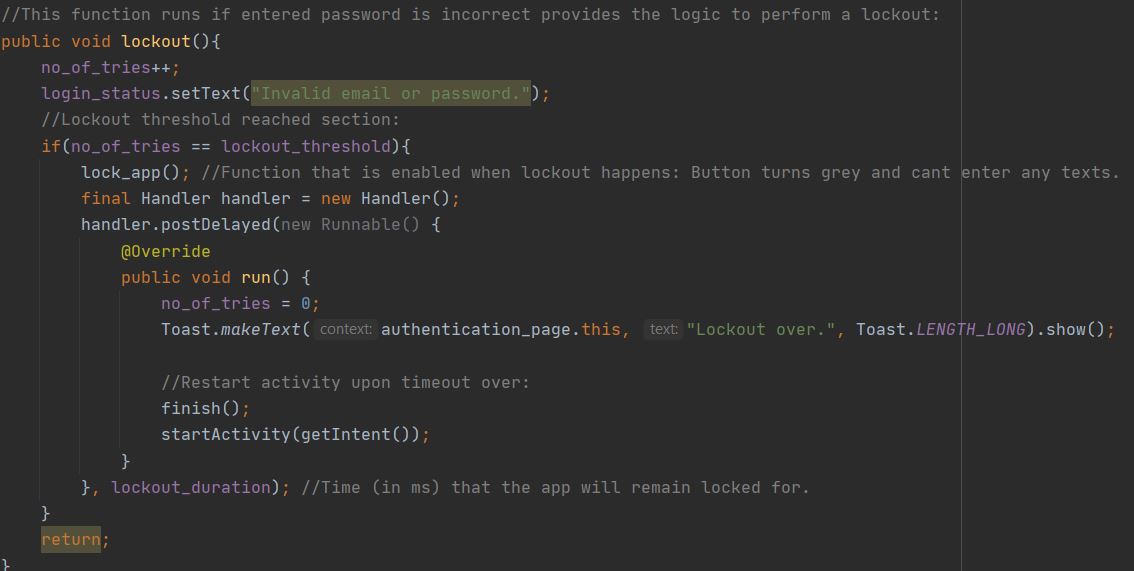 //This function runs if entered password is incorrect provides the logic to perform a lockout:
public void lockout(){
    no_of_tries++;
    login_status.setText("Invalid email or password.");
    //Lockout threshold reached section:
    if(no_of_tries == lockout_threshold){
        lock_app(); //Function that is enabled when lockout happens: Button turns grey and cant enter any texts.
        final Handler handler = new Handler();
        handler.postDelayed(new Runnable() {
            @Override
            public void run() {
                no_of_tries = 0;
                Toast.makeText( context: authentication_page.this, text: "Lockout over.", Toast.LENGTH_LONG).show();
                //Restart activity upon timeout over:
                finish();
                startActivity(getIntent());
            }
        }, lockout_duration); //Time (in ms) that the app will remain locked for.
    }
    return;
}